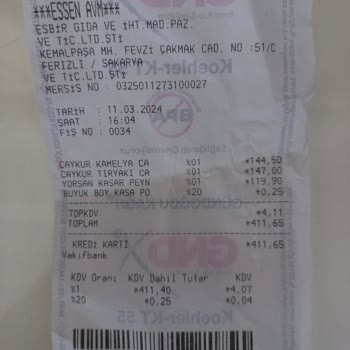 ***ESSEN AVM***
ESBİR GIDA VE İHT.MAD.PAZ.
VE TİC.LTD.ŞTİ
KEMALPAŞA MH. FEVZİ ÇAKMAK CAD. NO :51/C
FERİZLİ / SAKARYA
VE TİC.LTD.ŞTİ
MERSİS NO : 0325011273100027
TARİH : 11.03.2024
SAAT : 16:04
FİŞ NO : 0034
ÇAYKUR KAMELYA ÇA %01 *144,50
ÇAYKUR TİRYAKİ ÇA %01 *147,00
YÖRSAN KAŞAR PEYN %01 *119,90
BÜYÜK BOY KASA PO %20 *0,25
TOPKDV *4,11
TOPLAM *411,65
KREDİ KARTI *411,65
Vakıfbank
KDV Oranı KDV Dahil Tutar KDV
%1 *411,40 *4,07
%20 *0,25 *0,04